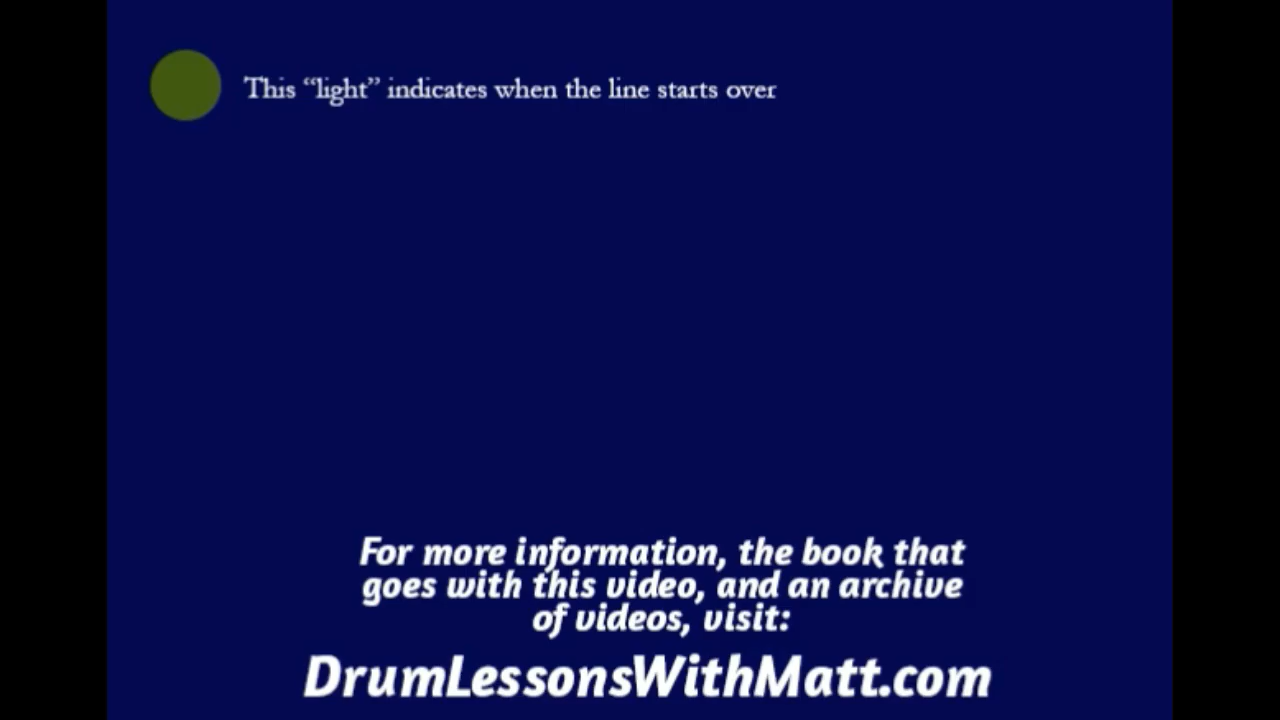 This “light” indicates when the line starts over
For more information, the book that
goes with this video, and an archive
of videos, visit:
DrumLessonsWithMatt.com